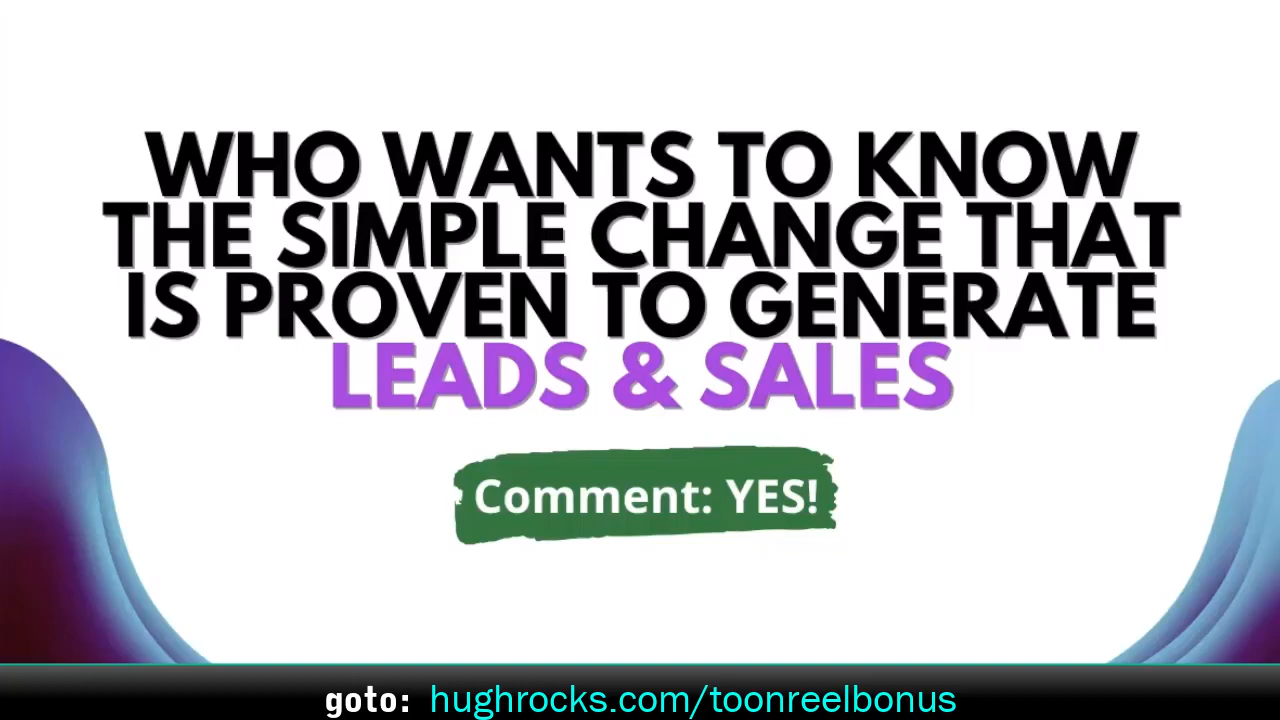 WHO WANTS TO KNOW
THE SIMPLE CHANGE THAT
IS PROVEN TO GENERATE
LEADS & SALES
Comment: YES!
goto: hughrocks.com/toonreelbonus